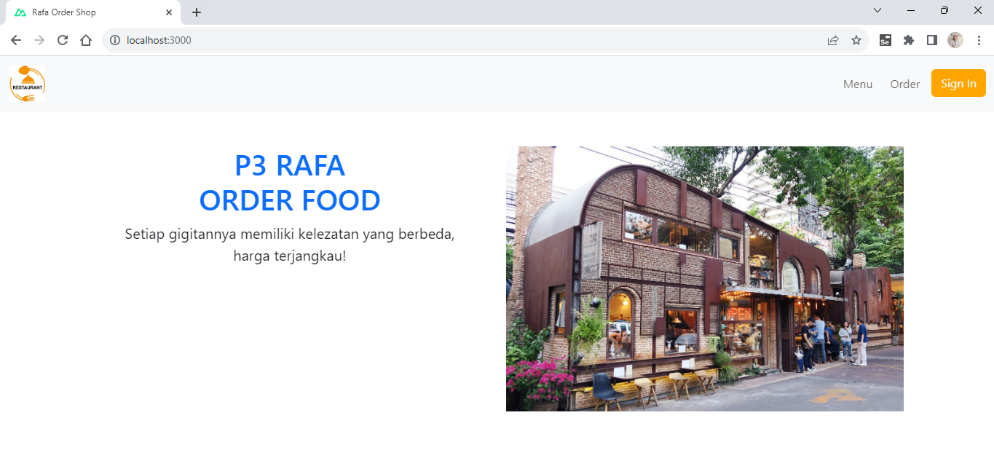 Rafa Order Shop
localhost:3000
RESTAURANT
Menu
Order
Sign In
P3 RAFA
ORDER FOOD
Setiap gigitannya memiliki kelezatan yang berbeda,
harga terjangkau!